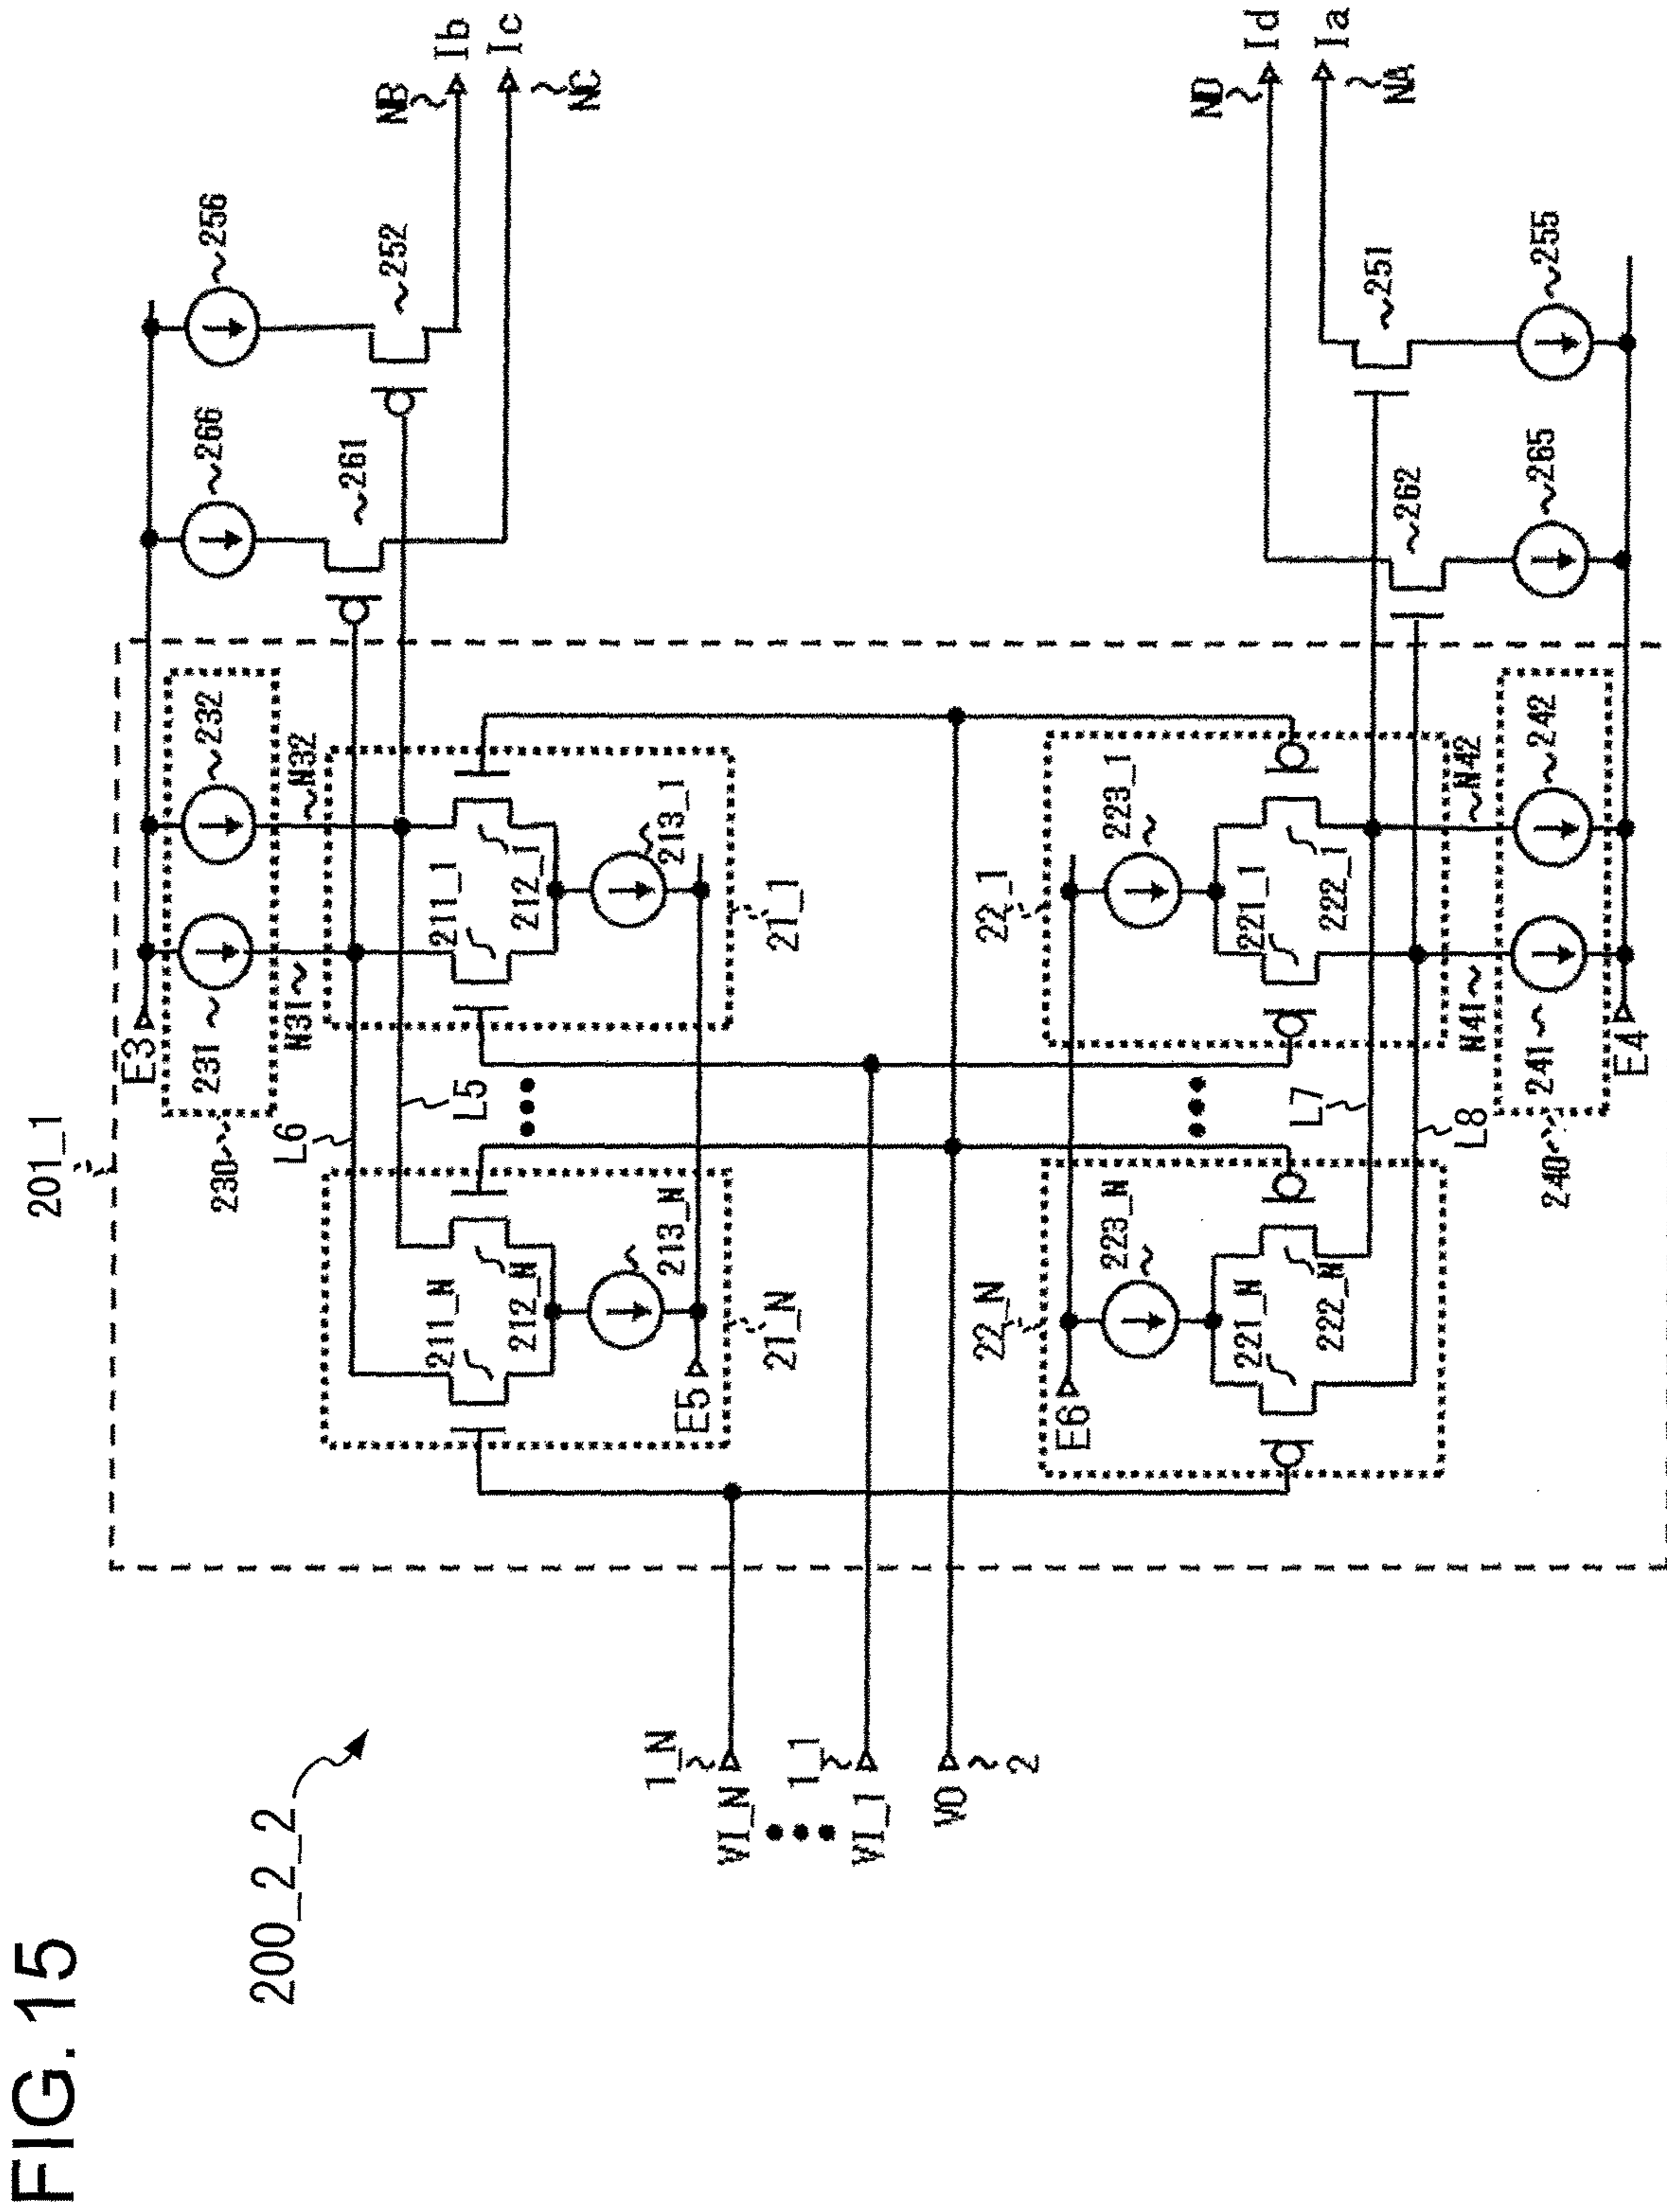 FIG. 15
200_2_2
201_1
E3
230
231
232
N31
N32
266
256
261
252
NB
Ib
Ic
NC
L6
L5
211_N
212_N
213_N
21_N
E5
211_1
212_1
213_1
21_1
VI_N
1_N
VI_1
1_1
VO
2
22_N
E6
223_N
221_N
222_N
22_1
223_1
221_1
222_1
L7
L8
N41
N42
240
241
242
E4
262
251
265
255
ND
Id
Ia
NA